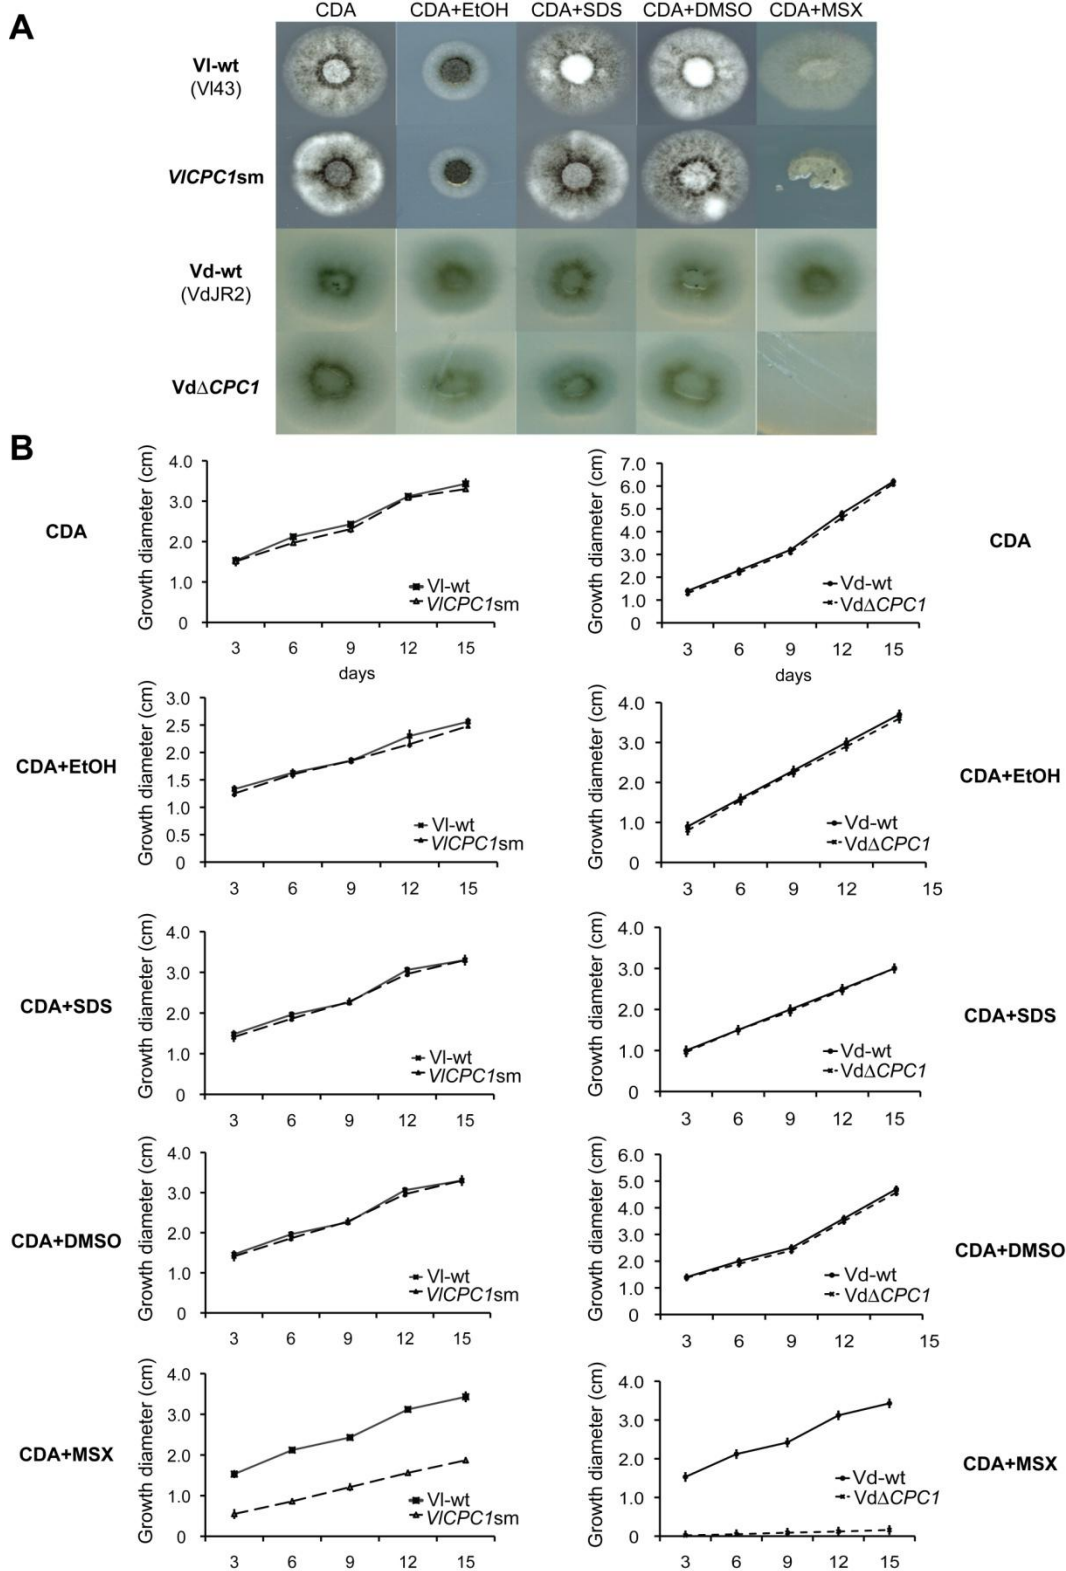 A
CDA CDA+EtOH CDA+SDS CDA+DMSO CDA+MSX
Vl-wt
(Vl43)
VlCPC1sm
Vd-wt
(VdJR2)
VdΔCPC1
B
CDA
Growth diameter (cm)
4.0
3.0
2.0
1.0
0
Vl-wt
VlCPC1sm
3 6 9 12 15
days
Growth diameter (cm)
7.0
6.0
5.0
4.0
3.0
2.0
1.0
0
Vd-wt
VdΔCPC1
3 6 9 12 15
days
CDA
CDA+EtOH
Growth diameter (cm)
3.0
2.5
2.0
1.5
1.0
0.5
0
Vl-wt
VlCPC1sm
3 6 9 12 15
Growth diameter (cm)
4.0
3.0
2.0
1.0
0
Vd-wt
VdΔCPC1
3 6 9 12 15
CDA+EtOH
CDA+SDS
Growth diameter (cm)
4.0
3.0
2.0
1.0
0
Vl-wt
VlCPC1sm
3 6 9 12 15
Growth diameter (cm)
4.0
3.0
2.0
1.0
0
Vd-wt
VdΔCPC1
3 6 9 12 15
CDA+SDS
CDA+DMSO
Growth diameter (cm)
4.0
3.0
2.0
1.0
0
Vl-wt
VlCPC1sm
3 6 9 12 15
Growth diameter (cm)
6.0
5.0
4.0
3.0
2.0
1.0
0
Vd-wt
VdΔCPC1
3 6 9 12 15
CDA+DMSO
CDA+MSX
Growth diameter (cm)
4.0
3.0
2.0
1.0
0
Vl-wt
VlCPC1sm
3 6 9 12 15
Growth diameter (cm)
4.0
3.0
2.0
1.0
0
Vd-wt
VdΔCPC1
3 6 9 12 15
CDA+MSX